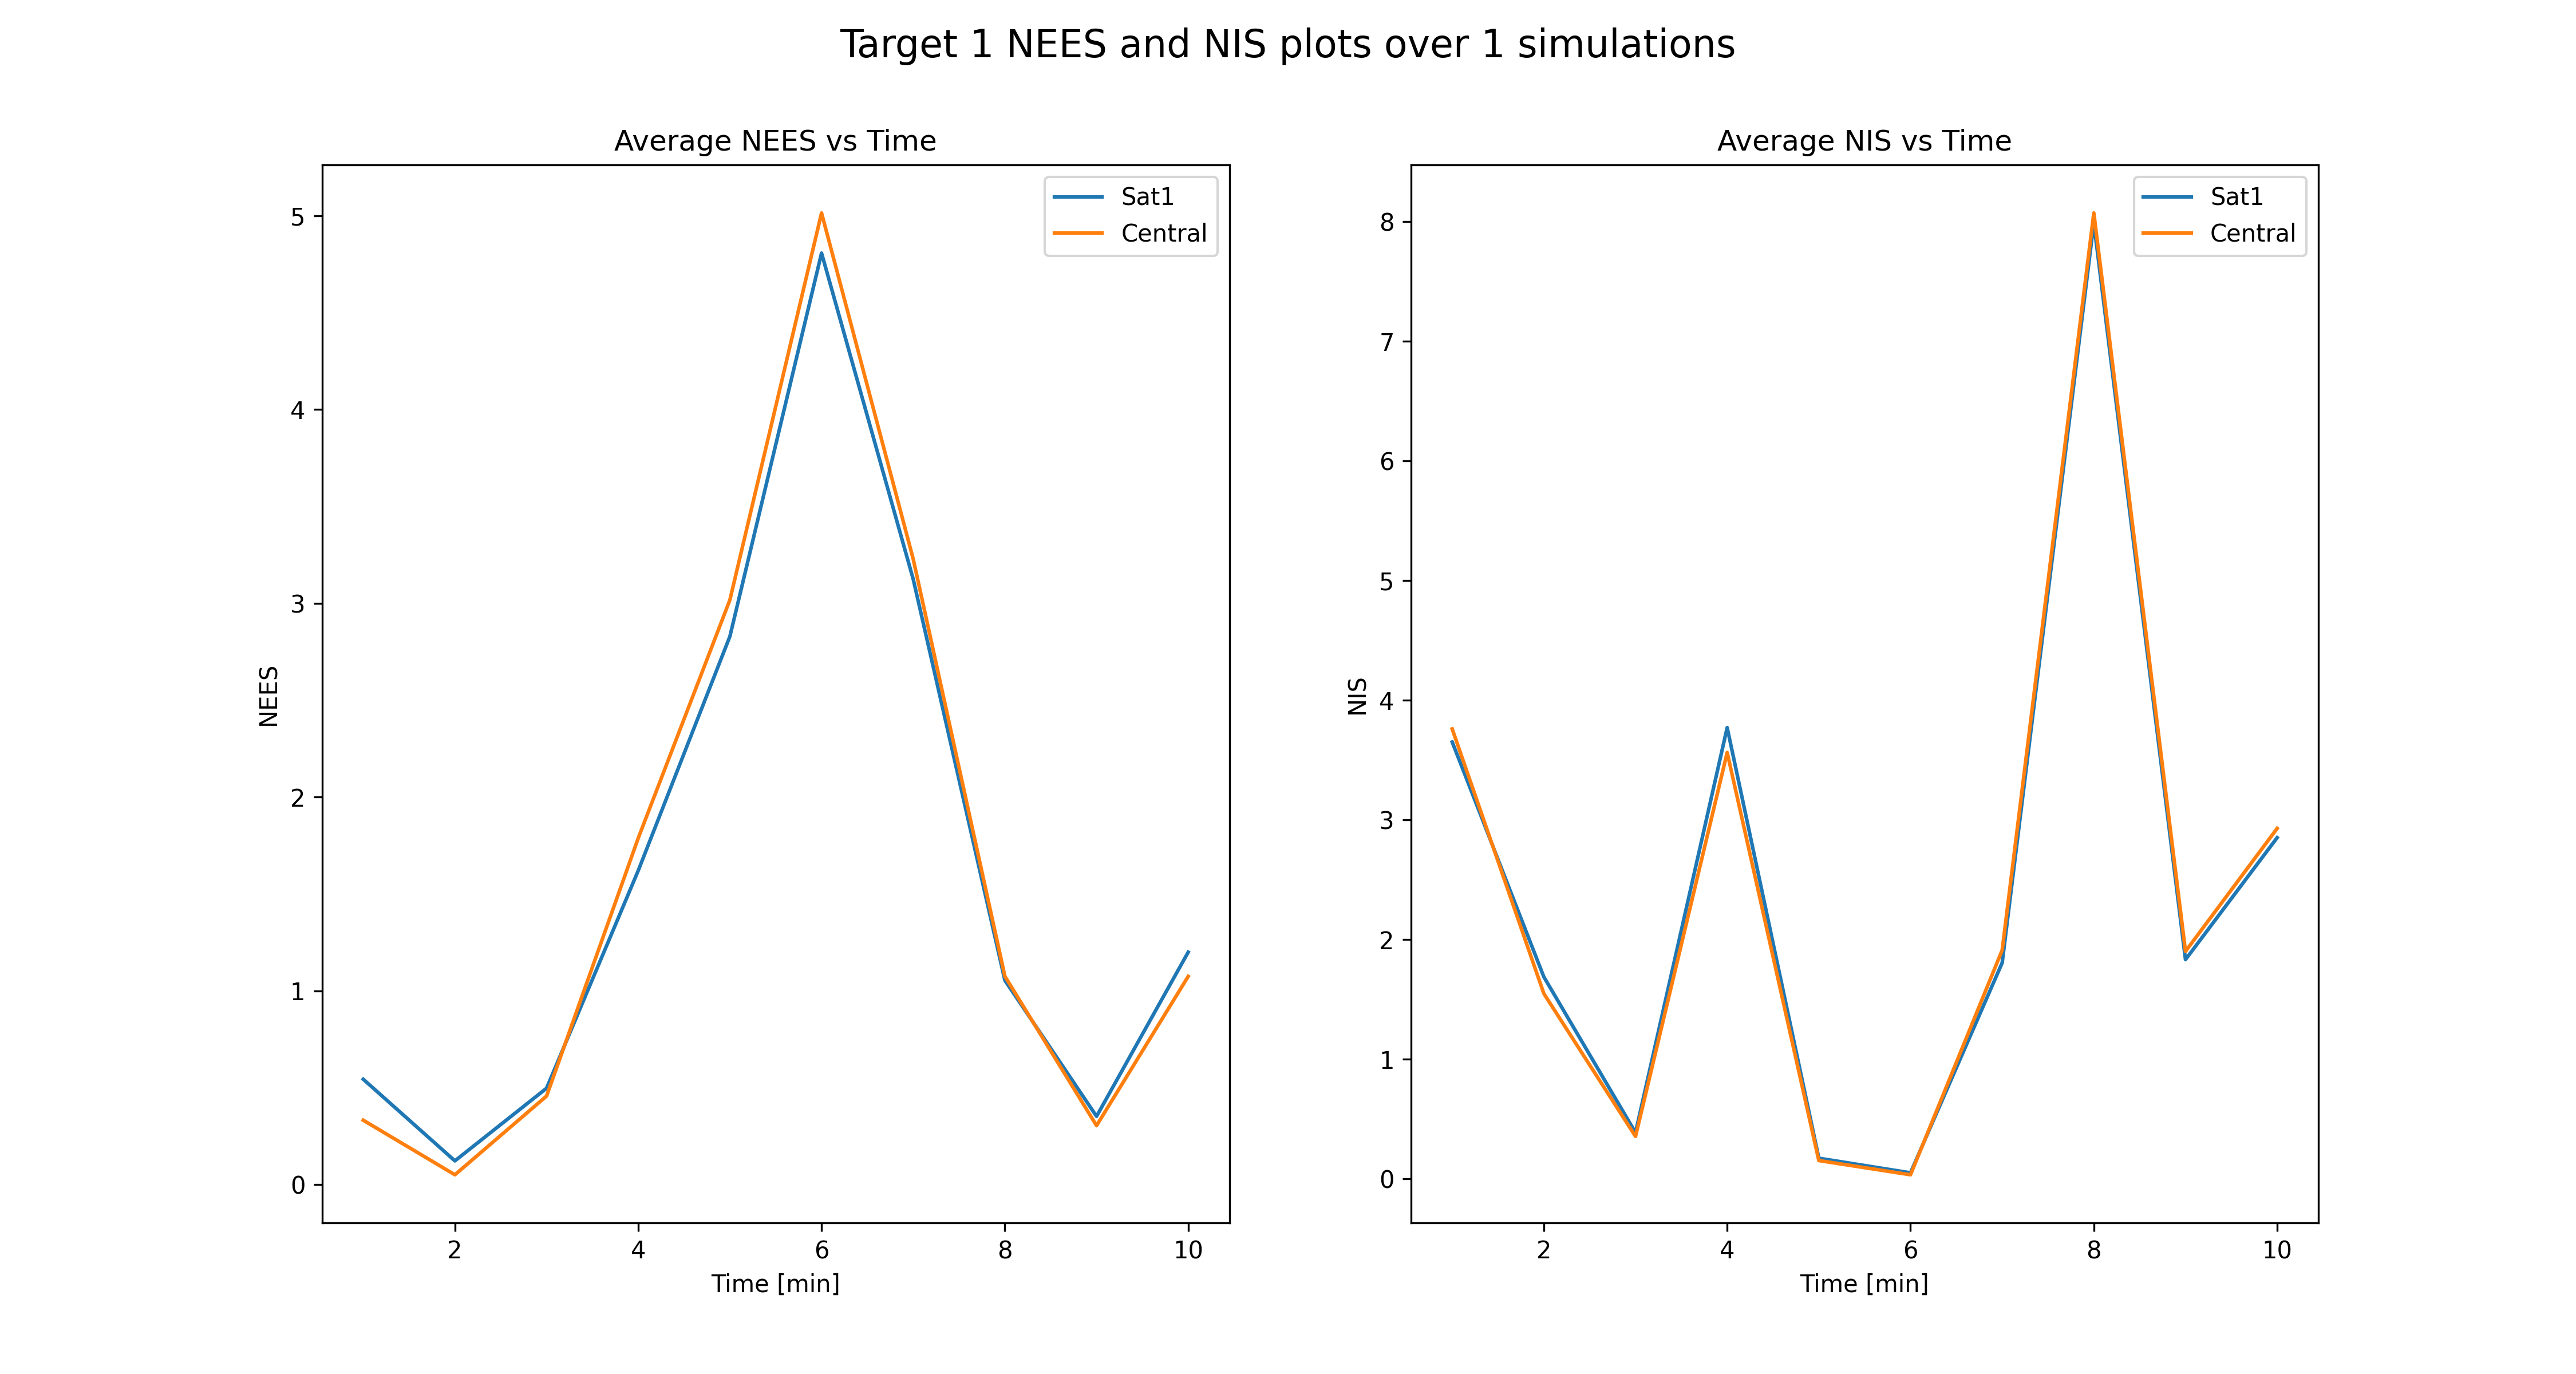 Target 1 NEES and NIS plots over 1 simulations
Average NEES vs Time
Sat1
Central
5
4
3
2
1
0
NEES
2 4 6 8 10
Time [min]
Average NIS vs Time
Sat1
Central
8
7
6
5
4
3
2
1
0
NIS
2 4 6 8 10
Time [min]